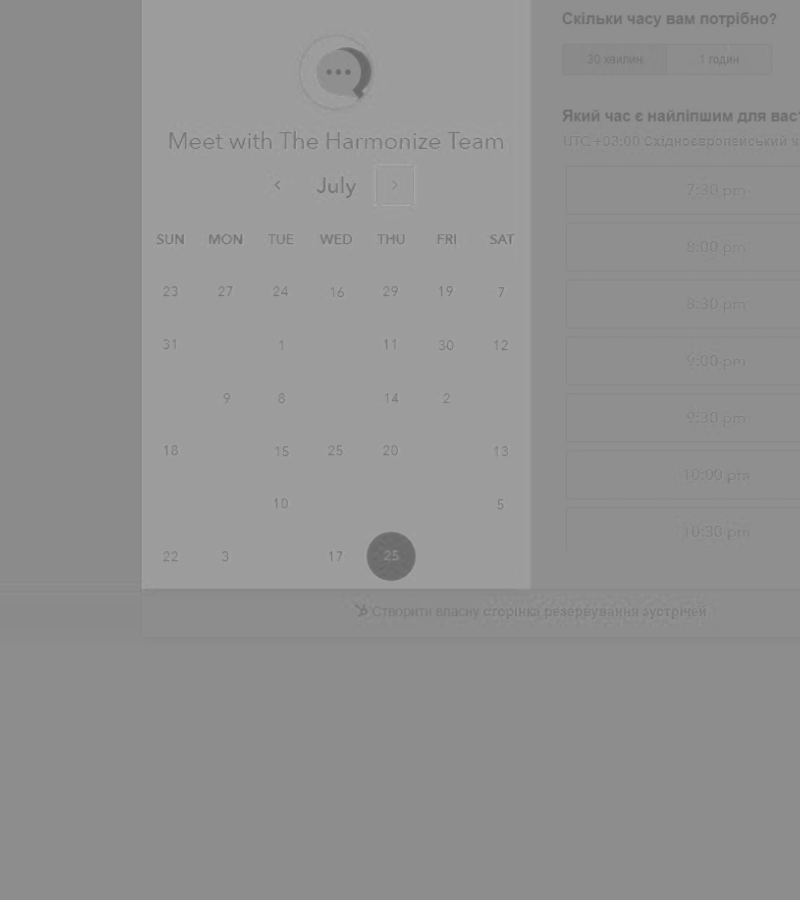 Meet with The Harmonize Team
July
SUN MON TUE WED THU FRI SAT
23 27 24 16 29 19 7
31 1 11 30 12
9 8 14 2
18 15 25 20 13
10 5
22 3 17 25
Скільки часу вам потрібно?
30 хвилин 1 годин
Який час є найліпшим для вас?
UTC +03:00 Східноєвропейський
7:30 pm
8:00 pm
8:30 pm
9:00 pm
9:30 pm
10:00 pm
10:30 pm
Створити власну сторінка резервування зустрічей